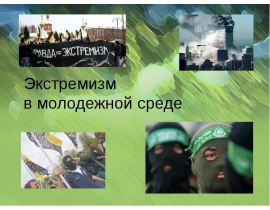 ПРАВДА=ЭКСТРЕМИЗМ
Экстремизм
в молодежной среде